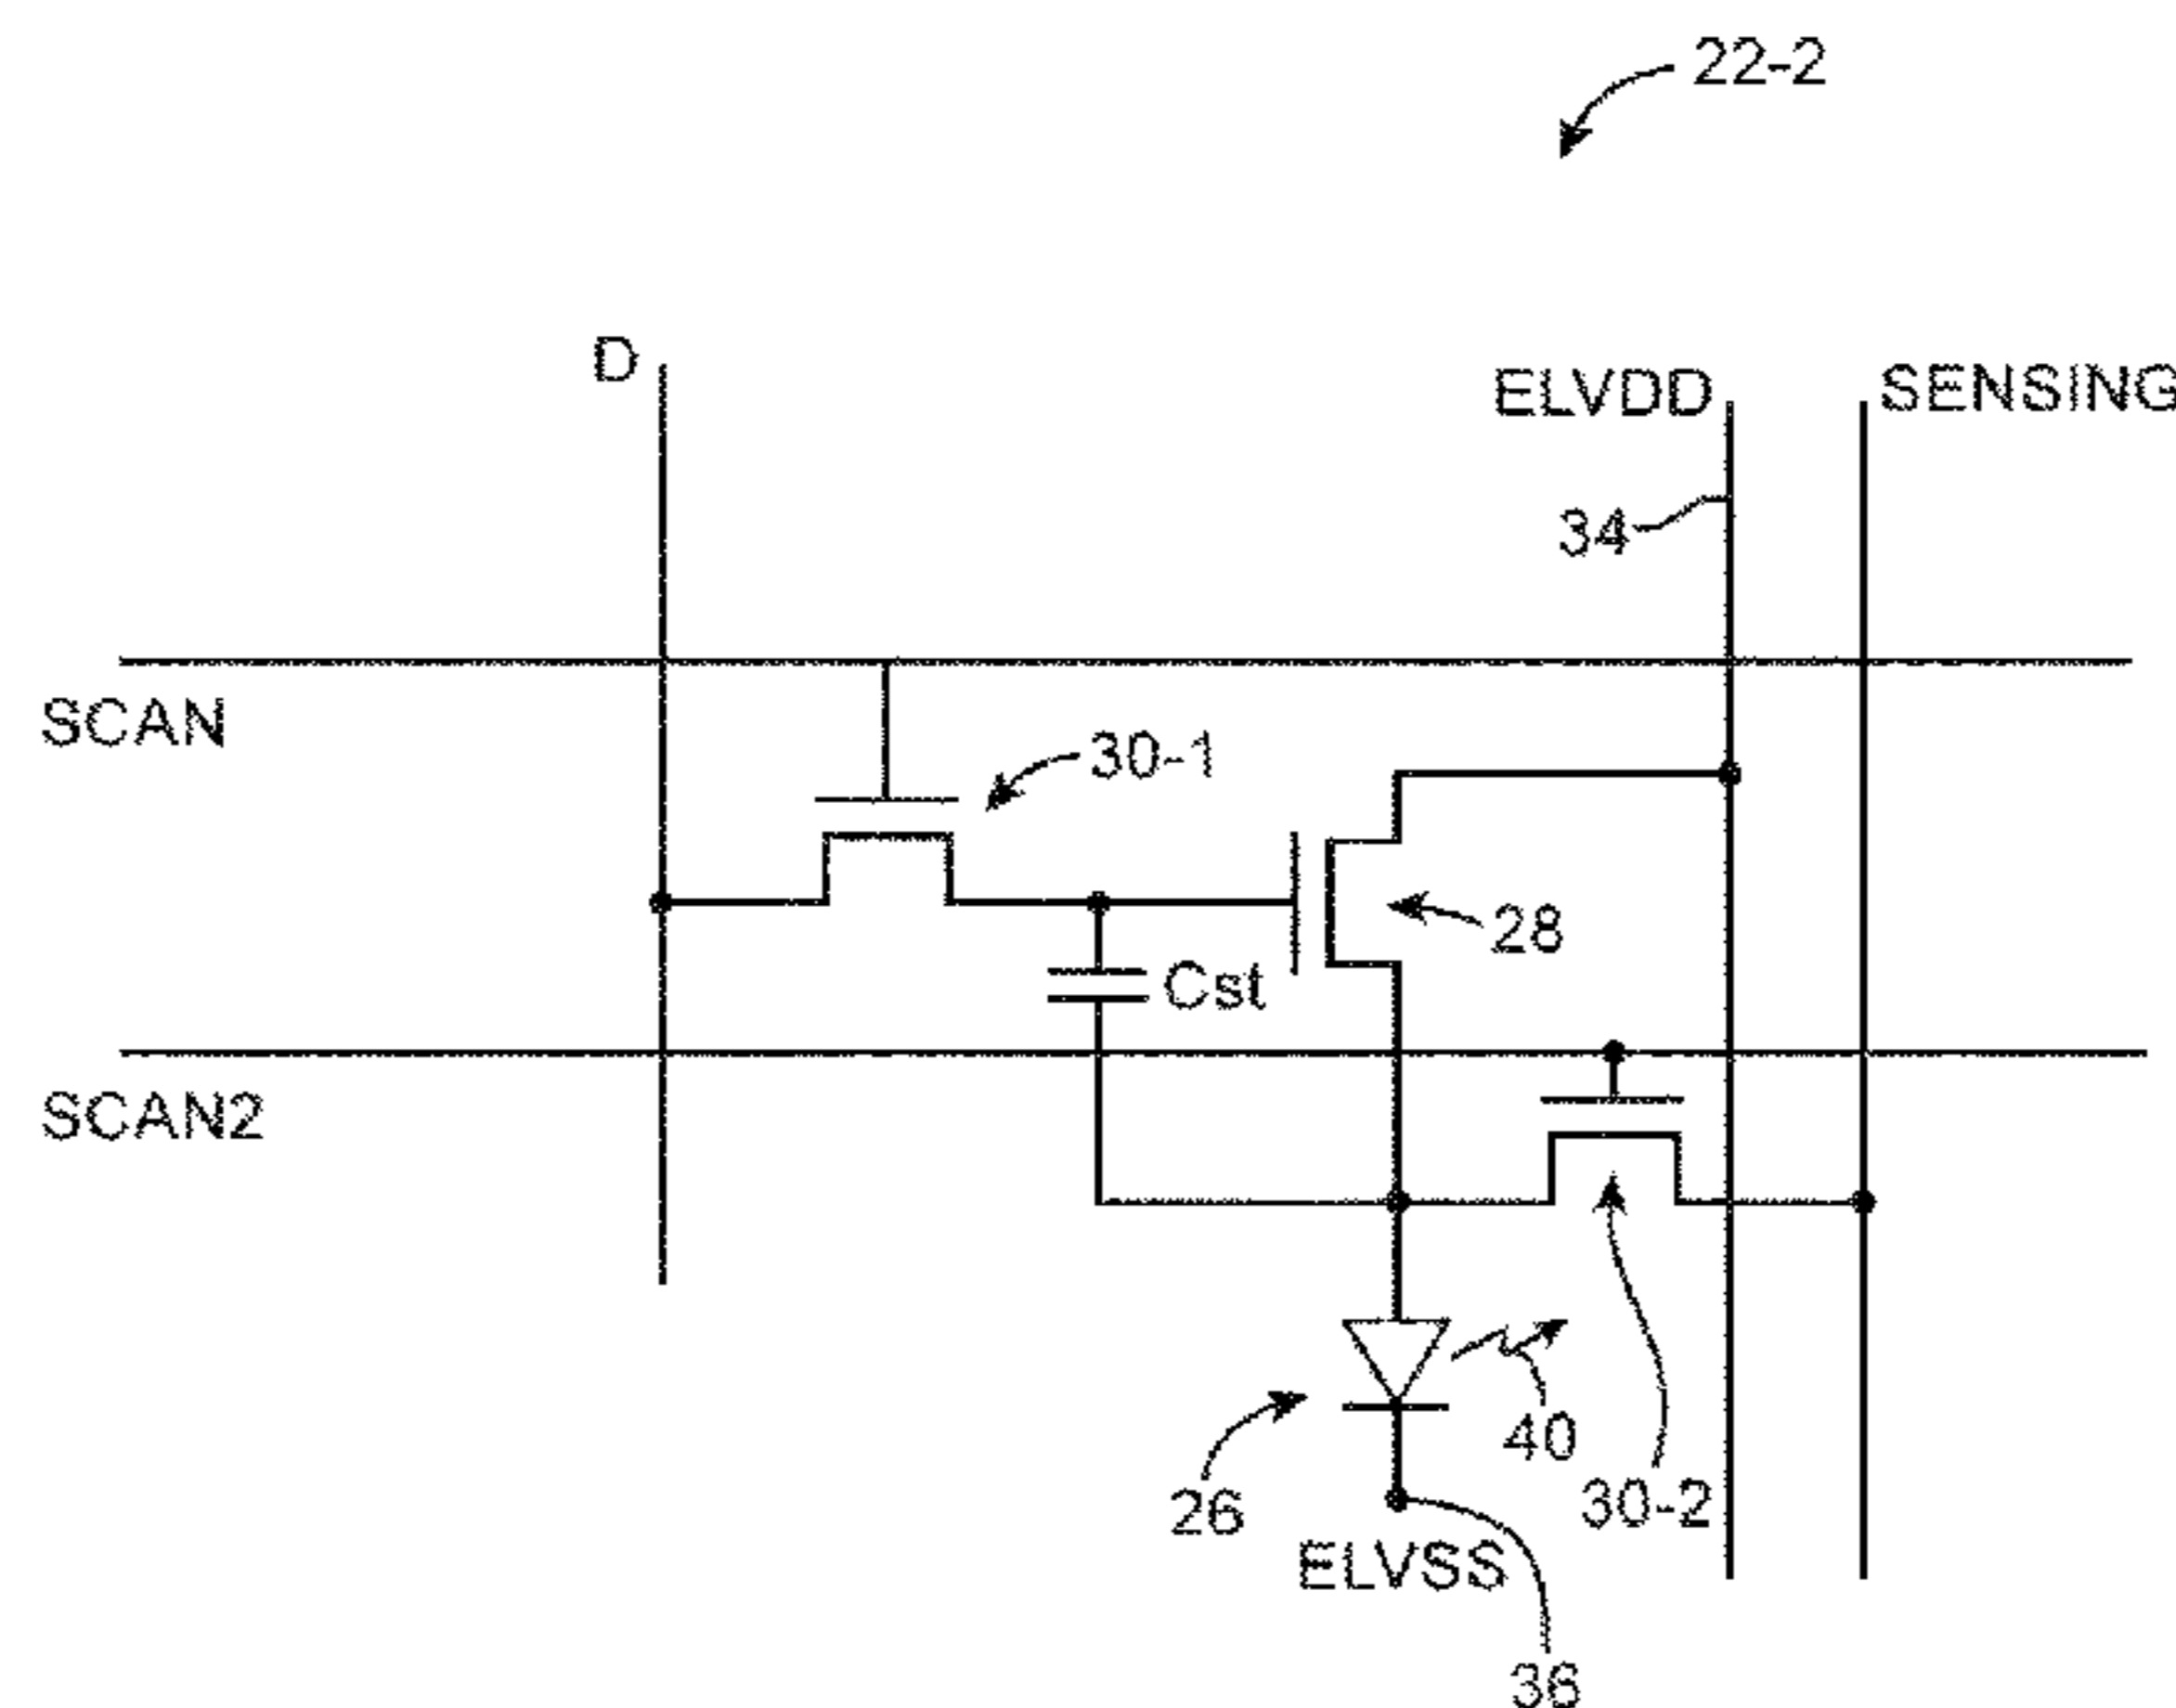 22-2
D
ELVDD
SENSING
34
SCAN
30-1
28
Cst
SCAN2
40
26
30-2
ELVSS
36